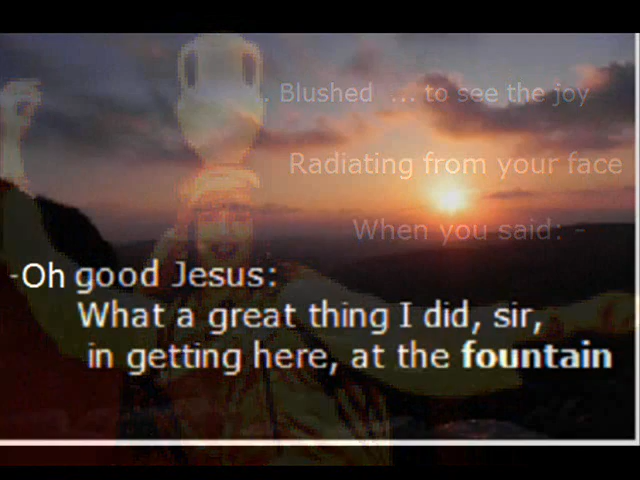 . Blushed ... to see the joy
Radiating from your face
When you said: -
-Oh good Jesus:
What a great thing I did, sir,
in getting here, at the fountain